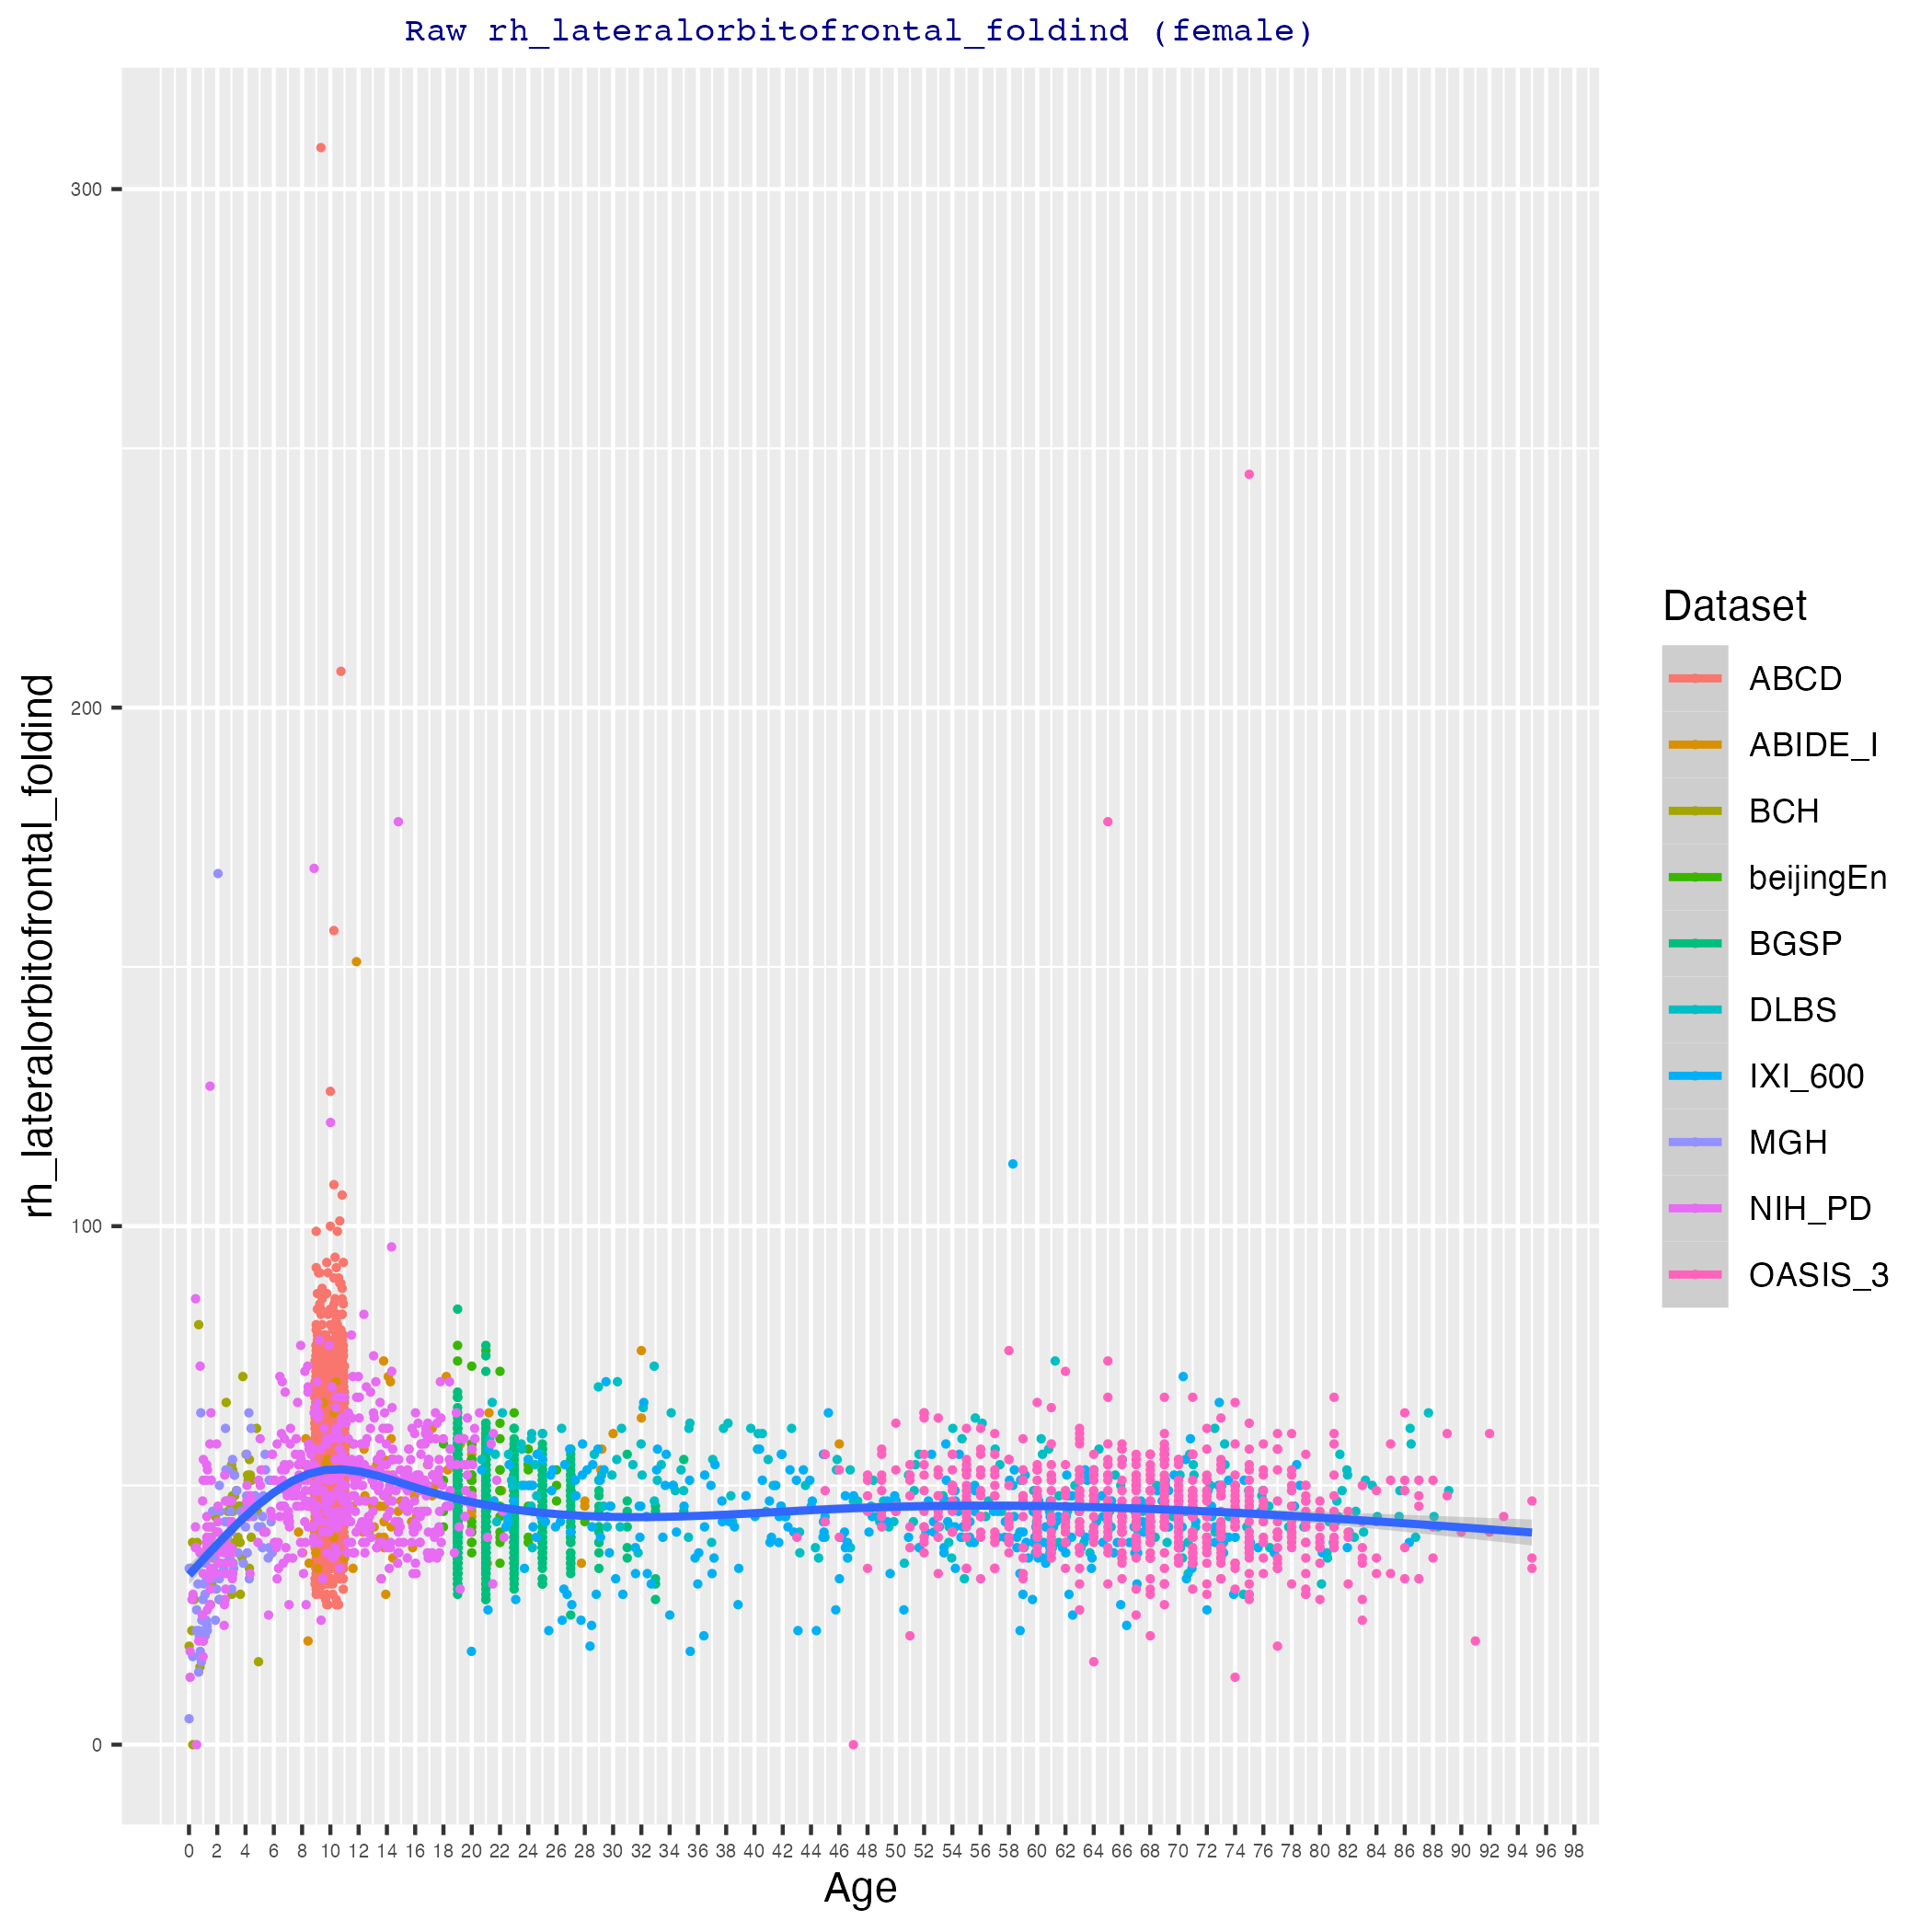 Raw rh_lateralorbitofrontal_foldind (female)
rh_lateralorbitofrontal_foldind
300
200
100
0
0 2 4 6 8 10 12 14 16 18 20 22 24 26 28 30 32 34 36 38 40 42 44 46 48 50 52 54 56 58 60 62 64 66 68 70 72 74 76 78 80 82 84 86 88 90 92 94 96 98
Age
Dataset
ABCD
ABIDE_I
BCH
beijingEn
BGSP
DLBS
IXI_600
MGH
NIH_PD
OASIS_3